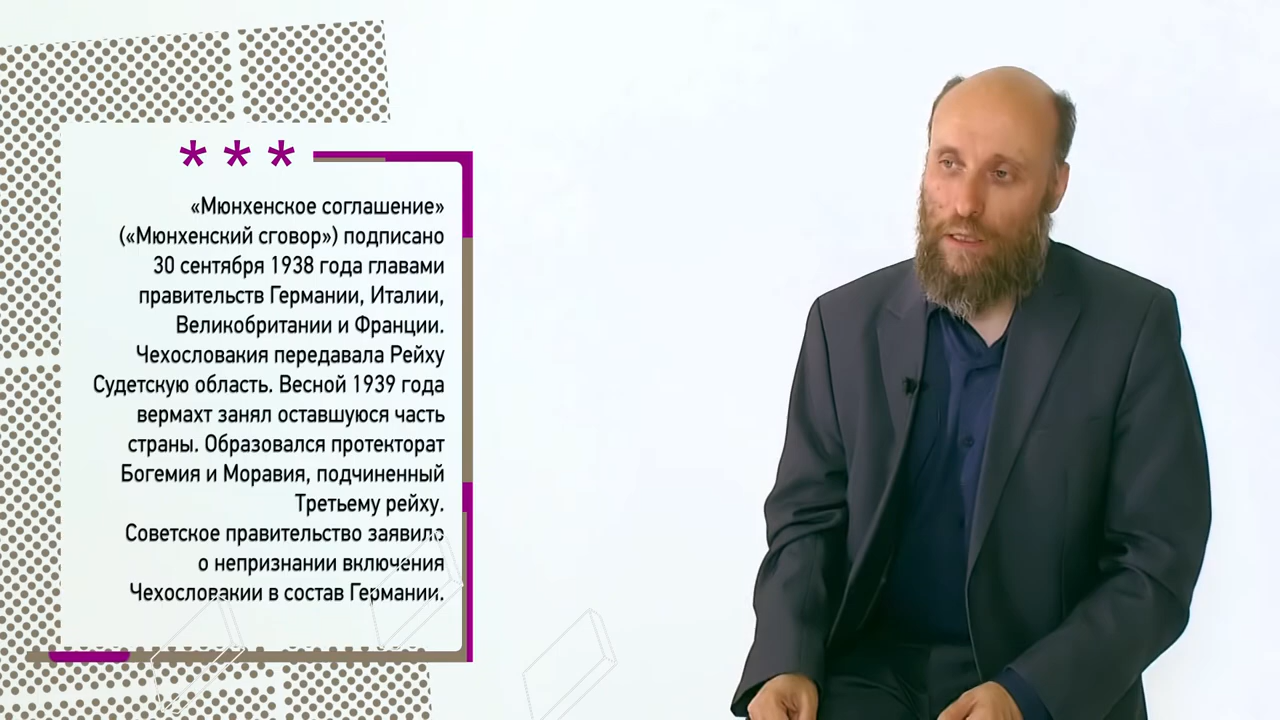 ***
«Мюнхенское соглашение»
(«Мюнхенский сговор») подписано
30 сентября 1938 года главами
правительств Германии, Италии,
Великобритании и Франции.
Чехословакия передавала Рейху
Судетскую область. Весной 1939 года
вермахт занял оставшуюся часть
страны. Образовался протекторат
Богемия и Моравия, подчиненный
Третьему рейху.
Советское правительство заявило
о непризнании включения
Чехословакии в состав Германии.